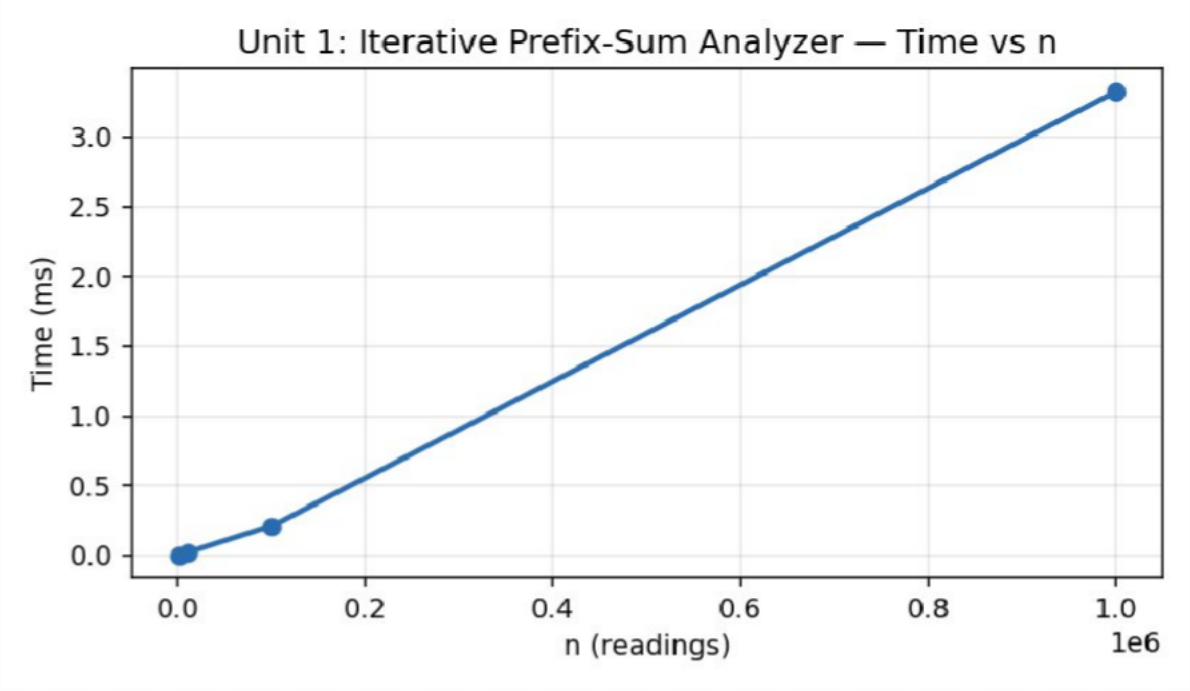 Unit 1: Iterative Prefix-Sum Analyzer — Time vs n
3.0
2.5
2.0
1.5
1.0
0.5
0.0
Time (ms)
0.0 0.2 0.4 0.6 0.8 1.0
1e6
n (readings)